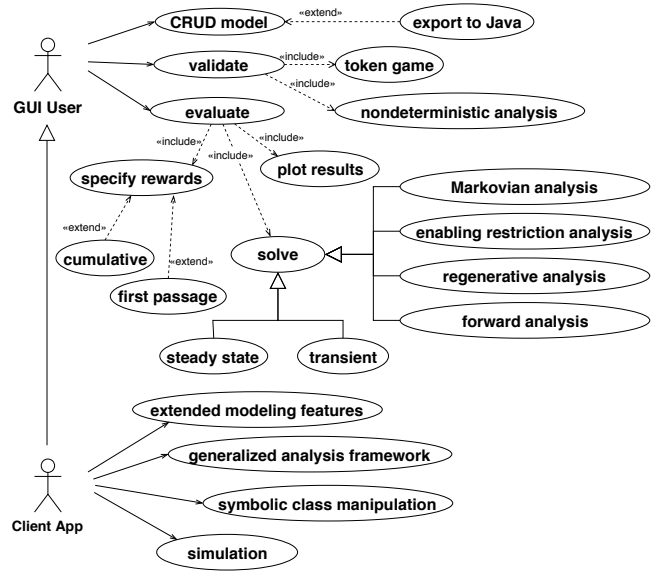 CRUD model
«extend»
export to Java
validate
«include»
token game
GUI User
«include»
nondeterministic analysis
evaluate
«include»
«include»
plot results
specify rewards
Markovian analysis
«extend»
enabling restriction analysis
cumulative
solve
«extend»
regenerative analysis
first passage
forward analysis
steady state
transient
extended modeling features
generalized analysis framework
Client App
symbolic class manipulation
simulation